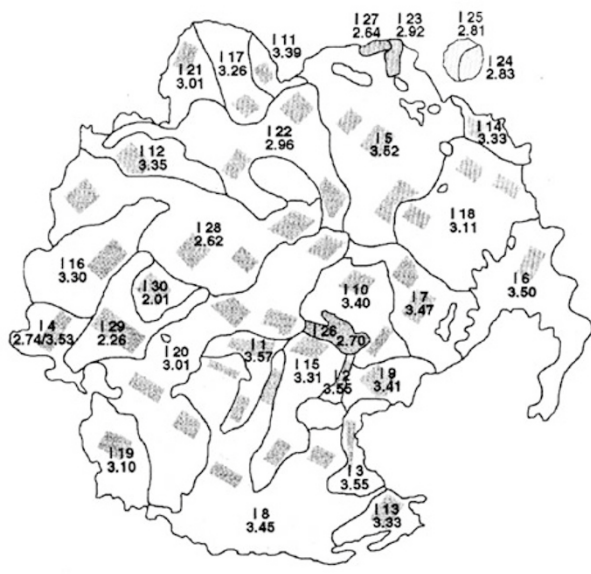 I 27
2.64
I 23
2.92
I 25
2.81
I 24
2.83
I 11
3.39
I 17
3.26
I 21
3.01
I 22
2.96
I 5
3.52
I 14
3.33
I 12
3.35
I 18
3.11
I 28
2.62
I 16
3.30
I 30
2.01
I 10
3.40
I 7
3.47
I 6
3.50
I 4
2.74/3.53
I 29
2.26
I 20
3.01
I 1
3.57
I 26
2.70
I 15
3.31
I 2
3.55
I 9
3.41
I 19
3.10
I 3
3.55
I 8
3.45
I 13
3.33